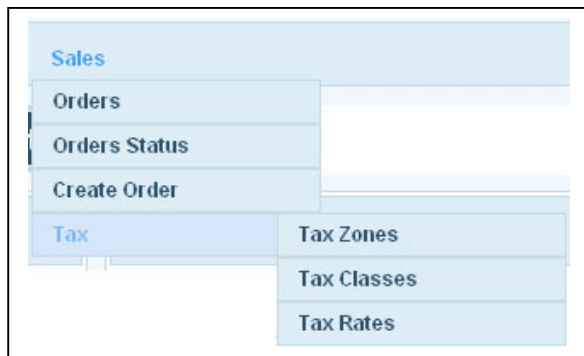 Sales
Orders
Orders Status
Create Order
Tax
Tax Zones
Tax Classes
Tax Rates